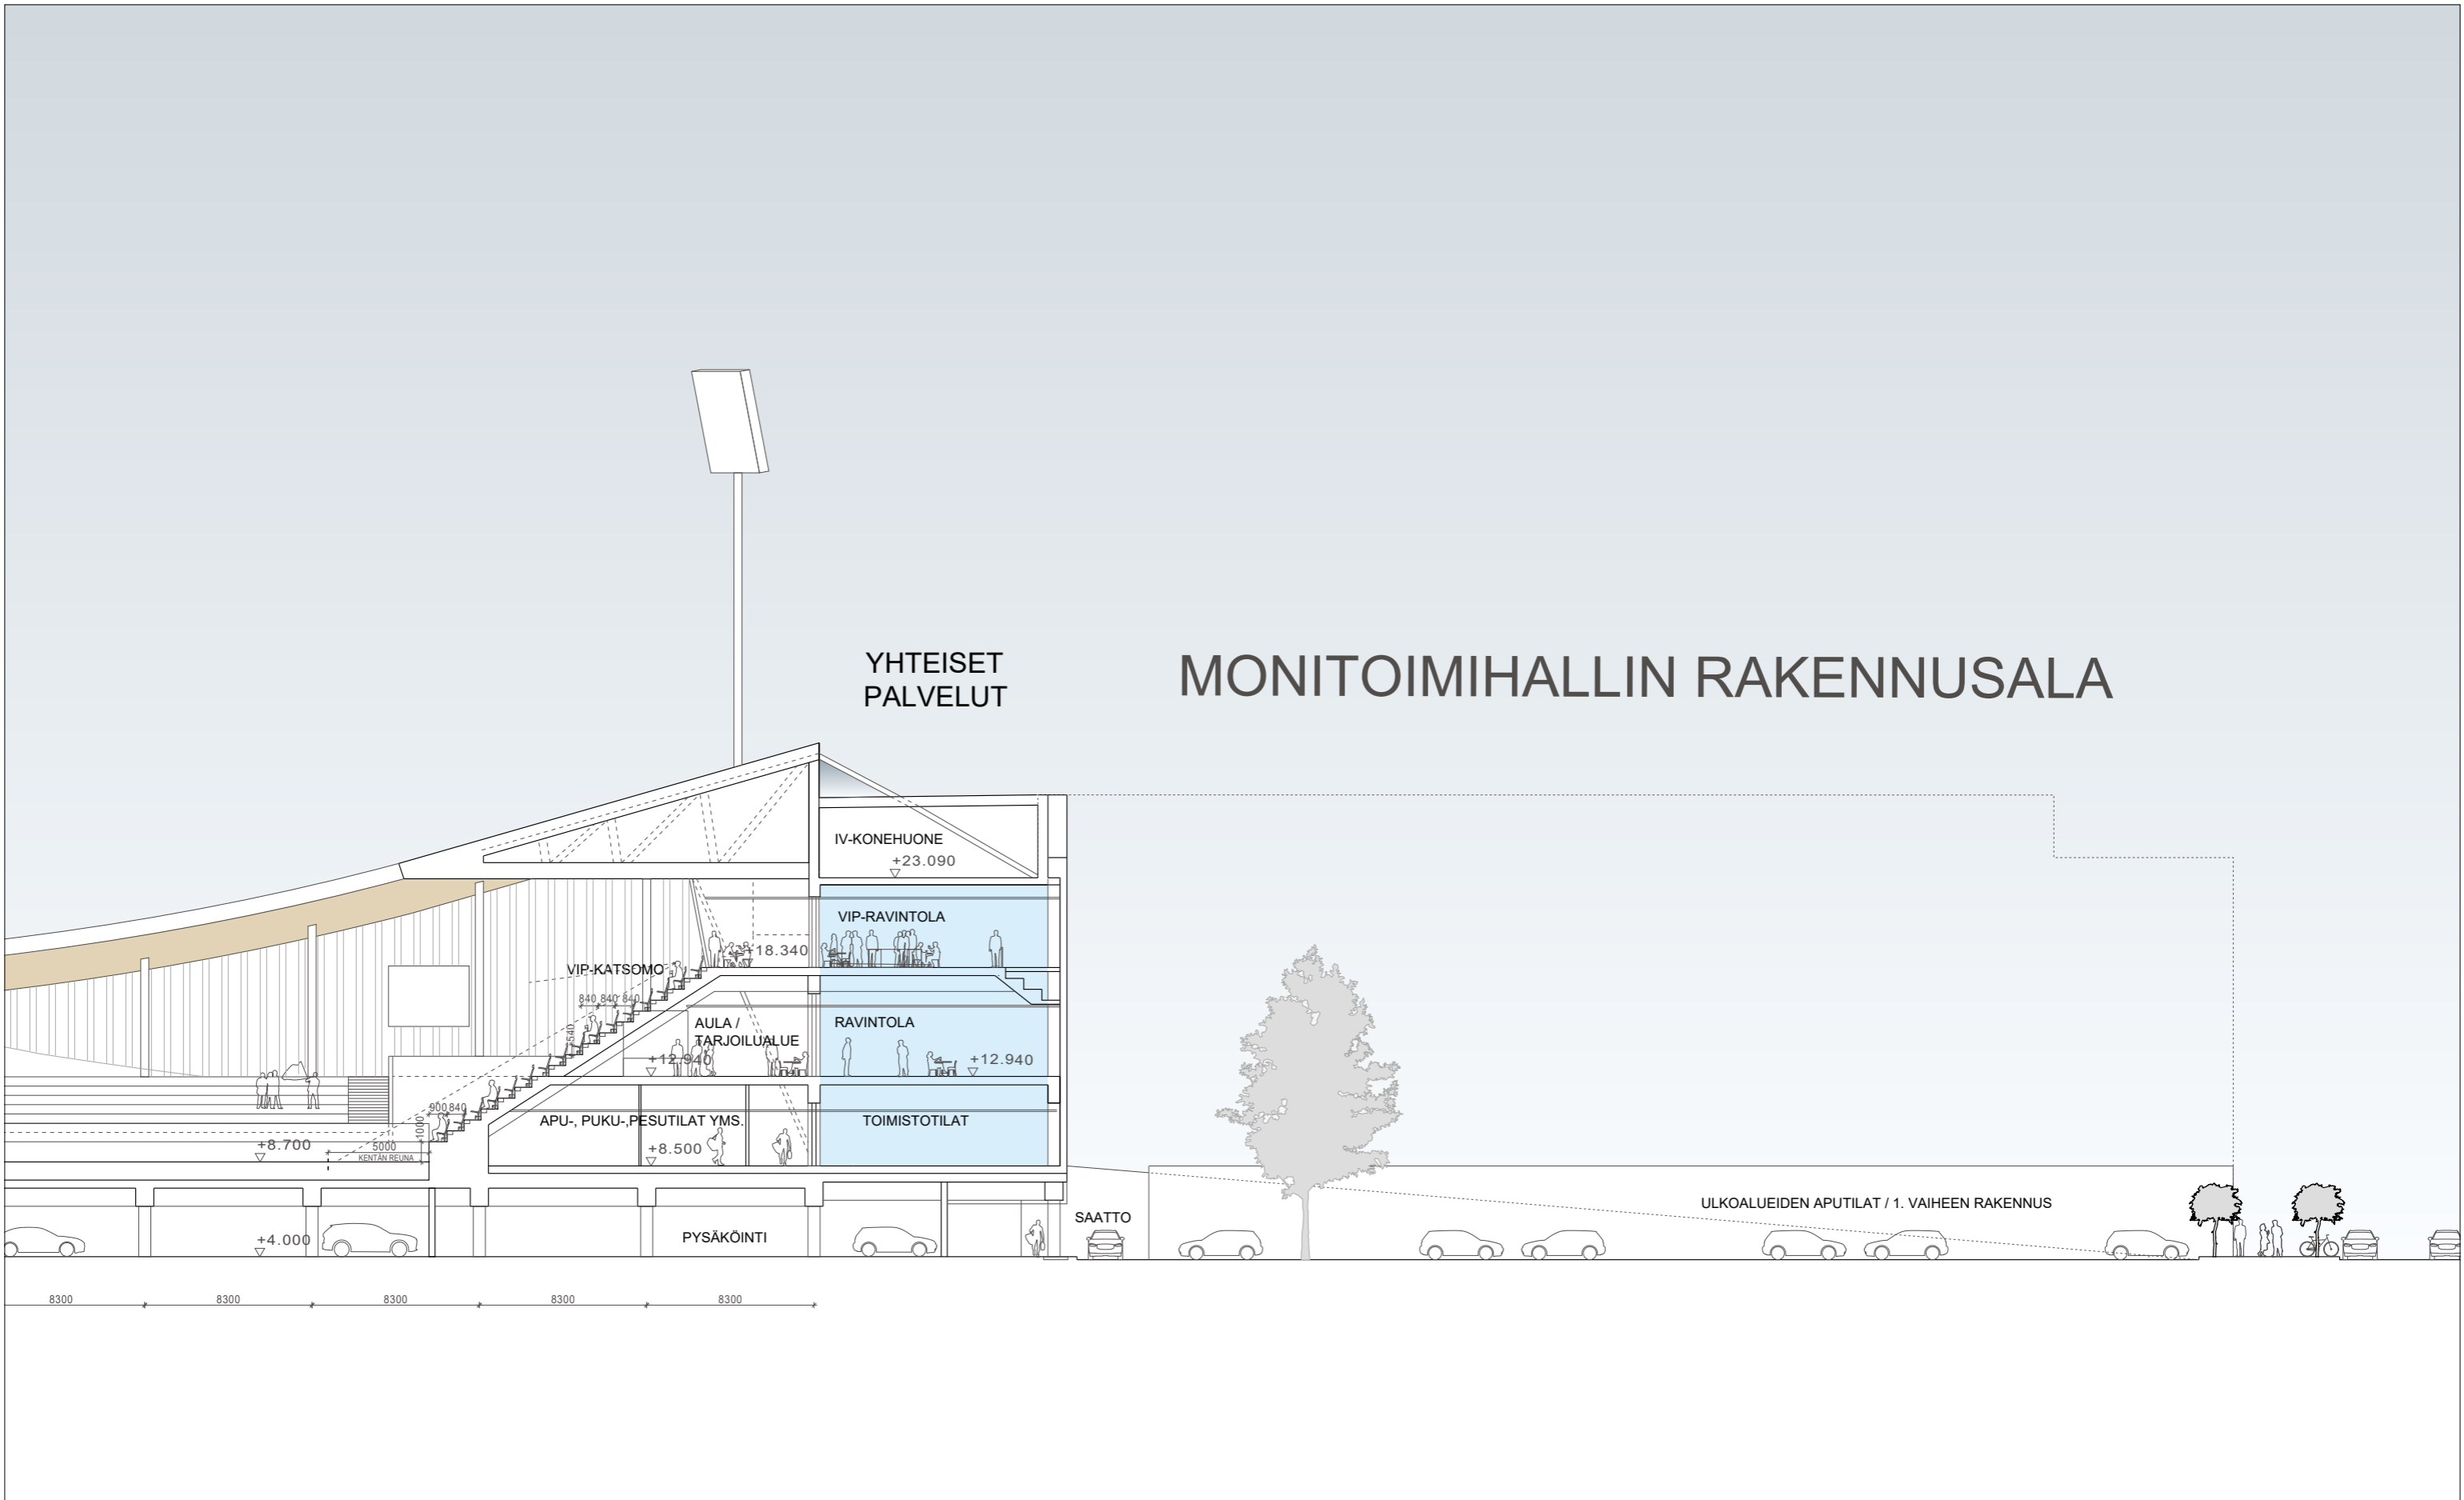 YHTEISET
PALVELUT
MONITOIMIHALLIN RAKENNUSALA
IV-KONEHUONE
+23.090
VIP-RAVINTOLA
+18.340
VIP-KATSOMO
840 840 840
540
AULA /
TARJOILUALUE
+12.940
RAVINTOLA
+12.940
900 840
1000
APU-, PUKU-,PESUTILAT YMS.
TOIMISTOTILAT
+8.700
5000
KENTÄN REUNA
+8.500
ULKOALUEIDEN APUTILAT / 1. VAIHEEN RAKENNUS
SAATTO
+4.000
PYSÄKÖINTI
8300 8300 8300 8300 8300